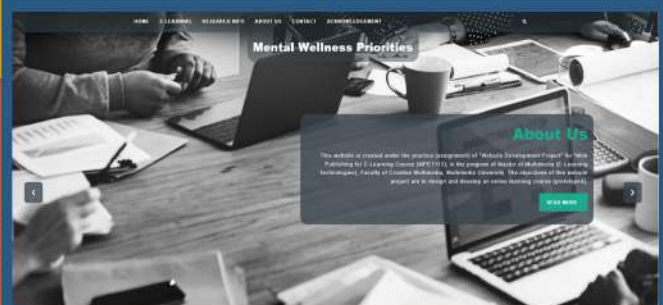 HOME E-LEARNING RESEARCH INFO ABOUT US CONTACT ACKNOWLEDGEMENT
Mental Wellness Priorities
About Us
This website is created under the practice (assignment) of "Website Development Project" for "Web
Publishing for E-Learning Course (MPE7113), in the program of Master of Multimedia (E-Learning
Technologies), Faculty of Creative Multimedia, Multimedia University. The objectives of this website
project are to design and develop an online learning course (prototyped).
READ MORE